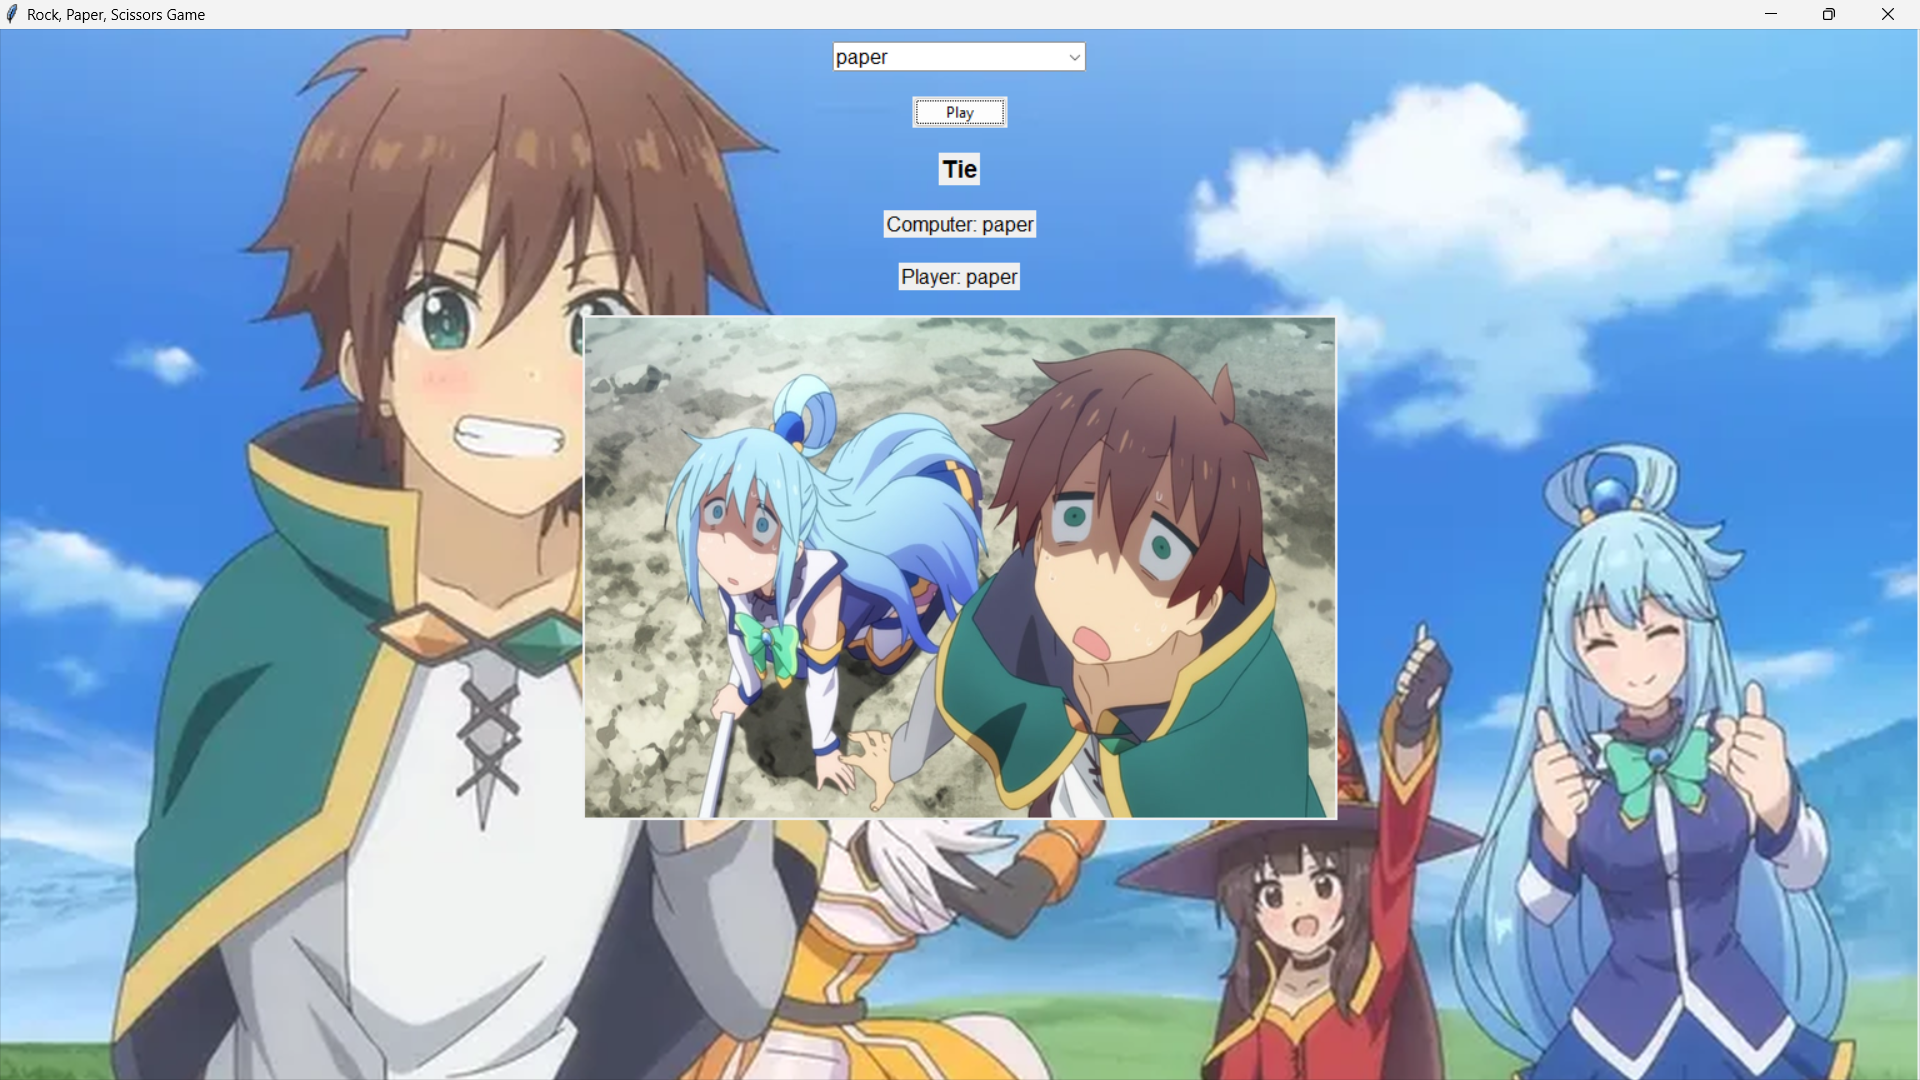 Rock, Paper, Scissors Game
paper
Play
Tie
Computer: paper
Player: paper